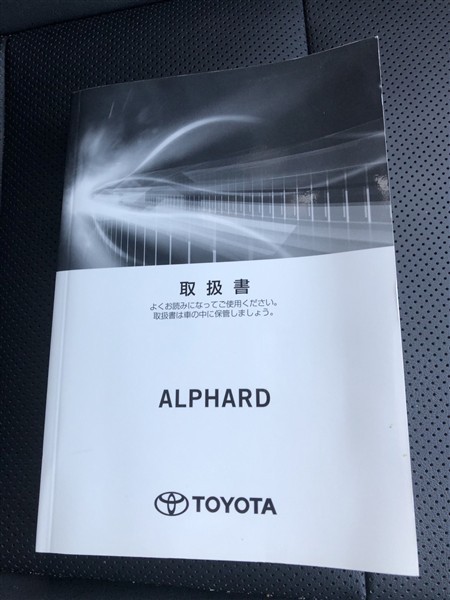 取扱書
よくお読みになってご使用ください。
取扱書は車の中に保管しましょう。
ALPHARD
TOYOTA